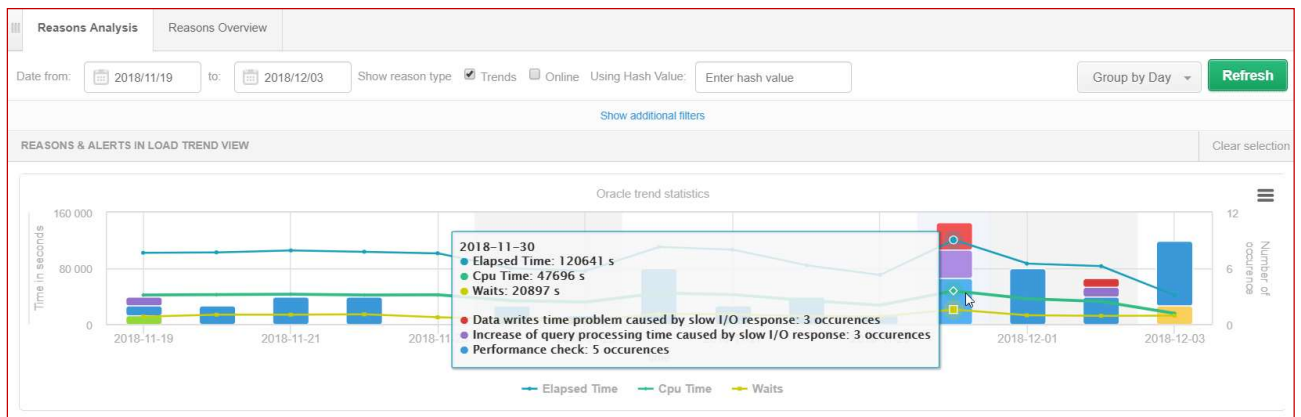 Reasons Analysis Reasons Overview
Date from: 2018/11/19 to: 2018/12/03 Show reason type Trends Online Using Hash Value: Enter hash value Group by Day Refresh
Show additional filters
REASONS & ALERTS IN LOAD TREND VIEW Clear selection
Oracle trend statistics
Time in seconds
160 000
80 000
0
12
6
0
Number of
occurence
2018-11-30
Elapsed Time: 120641 s
Cpu Time: 47696 s
Waits: 20897 s
Data writes time problem caused by slow I/O response: 3 occurences
Increase of query processing time caused by slow I/O response: 3 occurences
Performance check: 5 occurences
2018-11-19 2018-11-21 2018-11 2018-12-01 2018-12-03
Elapsed Time Cpu Time Waits